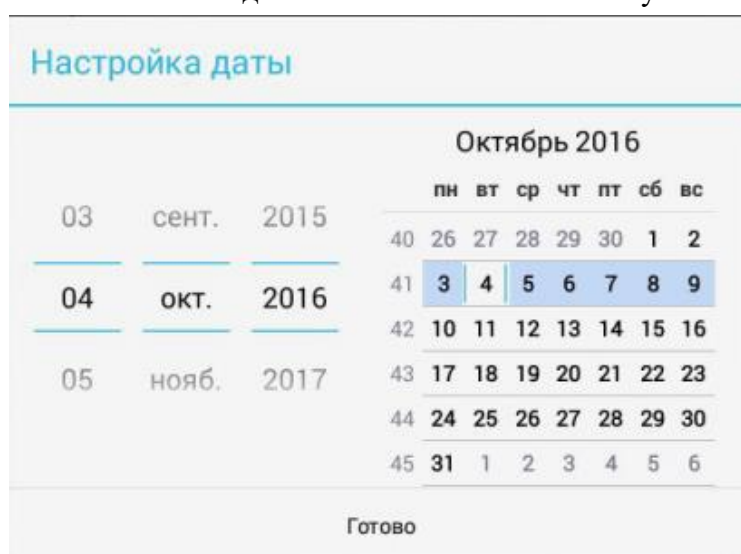 Настройка даты
03 сент. 2015
04 окт. 2016
05 нояб. 2017
Октябрь 2016
пн вт ср чт пт сб вс
40 26 27 28 29 30 1 2
41 3 4 5 6 7 8 9
42 10 11 12 13 14 15 16
43 17 18 19 20 21 22 23
44 24 25 26 27 28 29 30
45 31 1 2 3 4 5 6
Готово